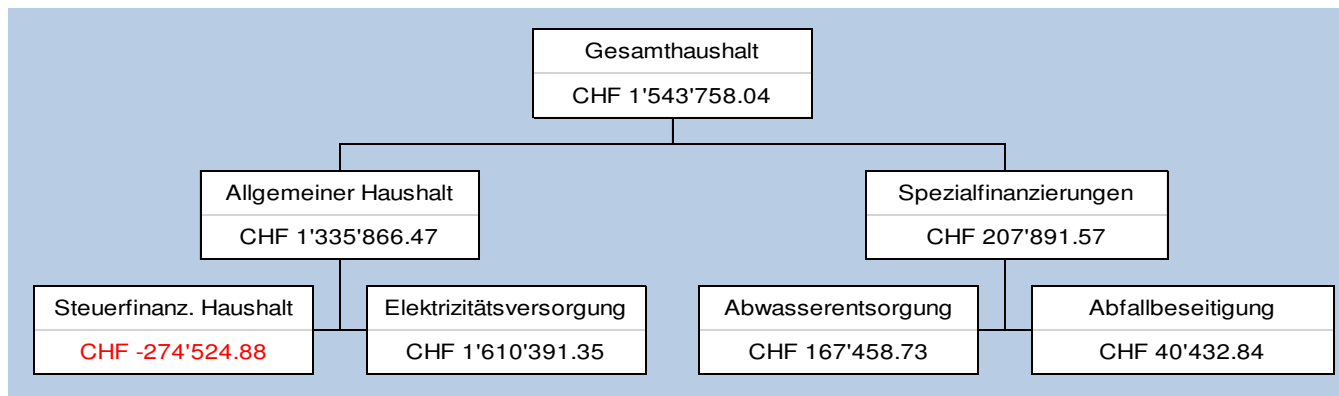 Gesamthaushalt
CHF 1'543'758.04
Allgemeiner Haushalt
CHF 1'335'866.47
Spezialfinanzierungen
CHF 207'891.57
Steuerfinanz. Haushalt
CHF -274'524.88
Elektrizitätsversorgung
CHF 1'610'391.35
Abwasserentsorgung
CHF 167'458.73
Abfallbeseitigung
CHF 40'432.84